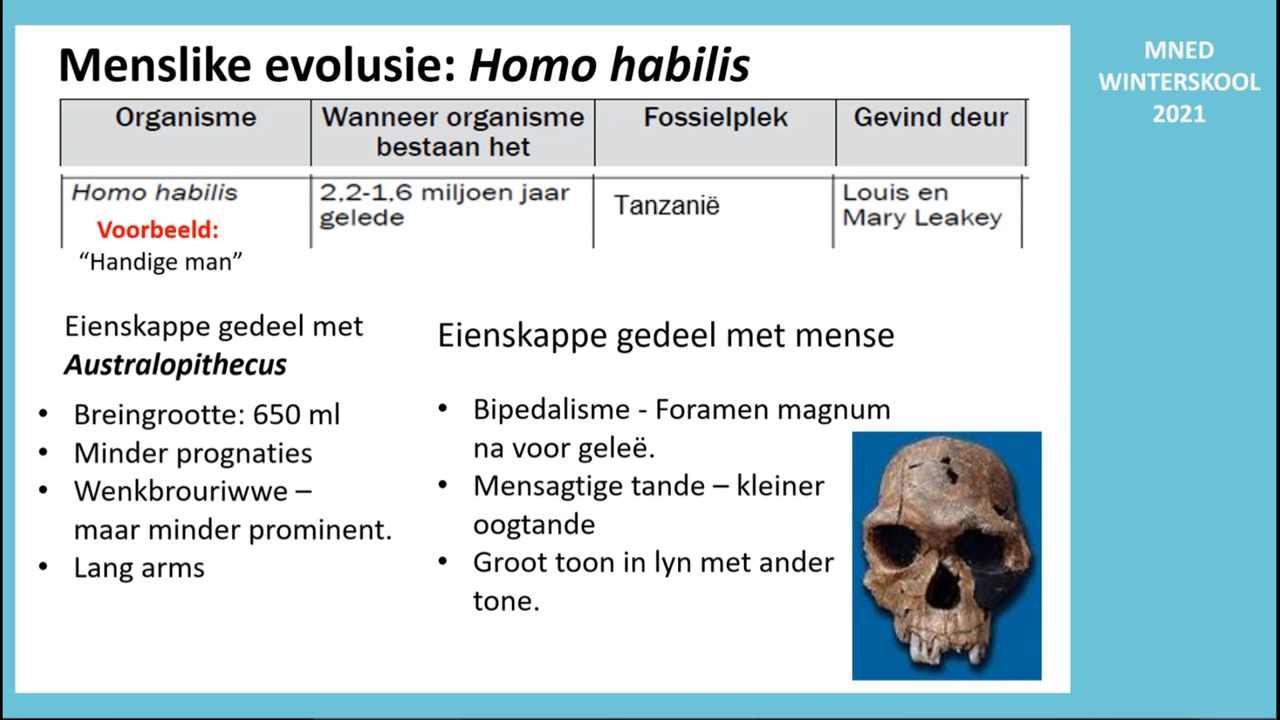 Menslike evolusie: Homo habilis
MNED
WINTERSKOOL
2021
Organisme
Wanneer organisme
bestaan het
Fossielplek
Gevind deur
Homo habilis
2,2-1,6 miljoen jaar
gelede
Tanzanië
Louis en
Mary Leakey
Voorbeeld:
“Handige man”
Eienskappe gedeel met
Australopithecus
• Breingrootte: 650 ml
• Minder prognaties
• Wenkbrouriwwe –
maar minder prominent.
• Lang arms
Eienskappe gedeel met mense
• Bipedalisme - Foramen magnum
na voor geleë.
• Mensagtige tande – kleiner
oogtande
• Groot toon in lyn met ander
tone.